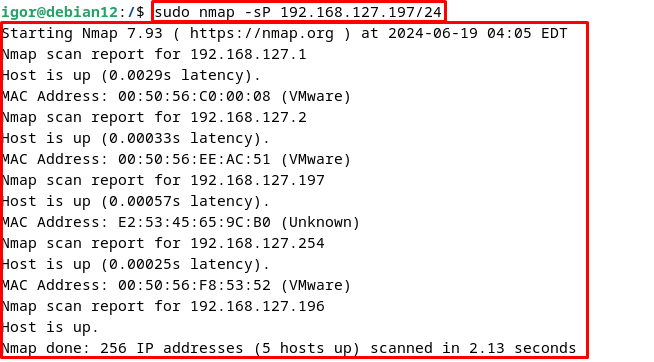 igor@debian12:/$ sudo nmap -sP 192.168.127.197/24
Starting Nmap 7.93 ( https://nmap.org ) at 2024-06-19 04:05 EDT
Nmap scan report for 192.168.127.1
Host is up (0.0029s latency).
MAC Address: 00:50:56:C0:00:08 (VMware)
Nmap scan report for 192.168.127.2
Host is up (0.00033s latency).
MAC Address: 00:50:56:EE:AC:51 (VMware)
Nmap scan report for 192.168.127.197
Host is up (0.00057s latency).
MAC Address: E2:53:45:65:9C:B0 (Unknown)
Nmap scan report for 192.168.127.254
Host is up (0.00025s latency).
MAC Address: 00:50:56:F8:53:52 (VMware)
Nmap scan report for 192.168.127.196
Host is up.
Nmap done: 256 IP addresses (5 hosts up) scanned in 2.13 seconds